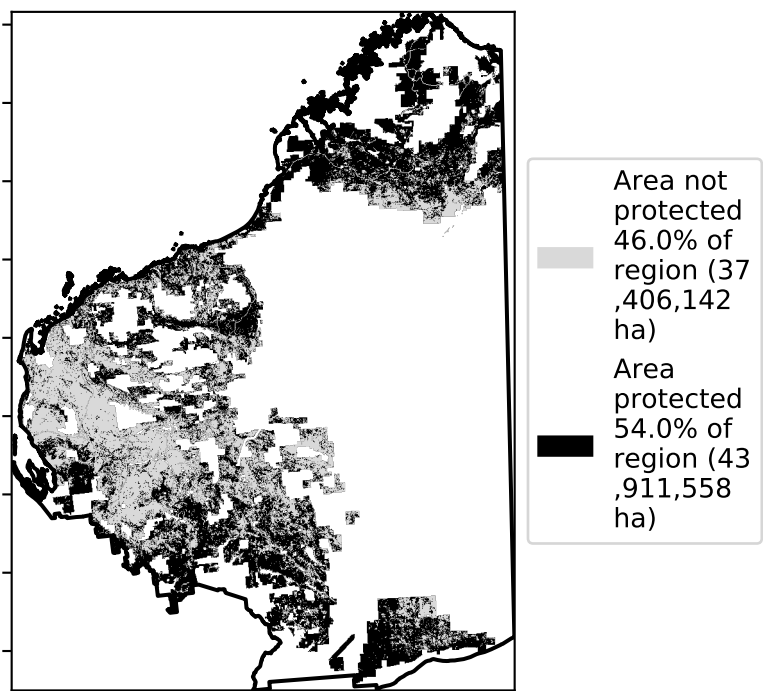 Area not
protected
46.0% of
region (37
,406,142
ha)
Area
protected
54.0% of
region (43
,911,558
ha)